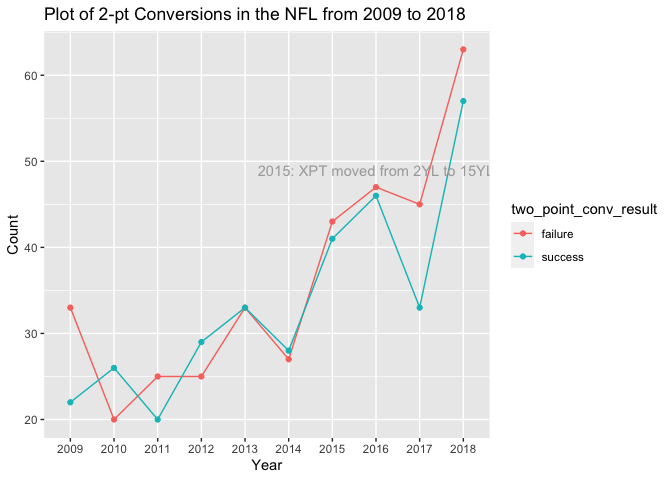 Plot of 2-pt Conversions in the NFL from 2009 to 2018
60
50
40
30
20
Count
2015: XPT moved from 2YL to 15YL
2009 2010 2011 2012 2013 2014 2015 2016 2017 2018
Year
two_point_conv_result
failure
success